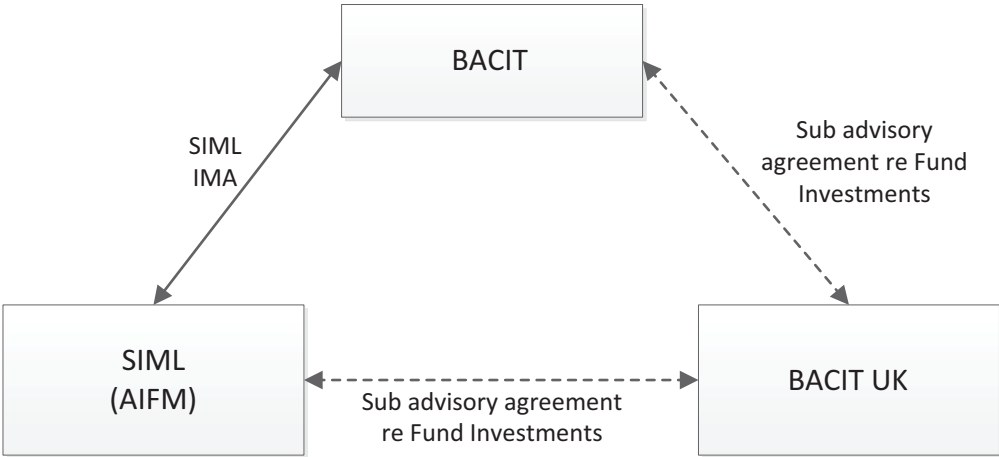 BACIT
SIML
IMA
Sub advisory
agreement re Fund
Investments
SIML
(AIFM)
Sub advisory agreement
re Fund Investments
BACIT UK